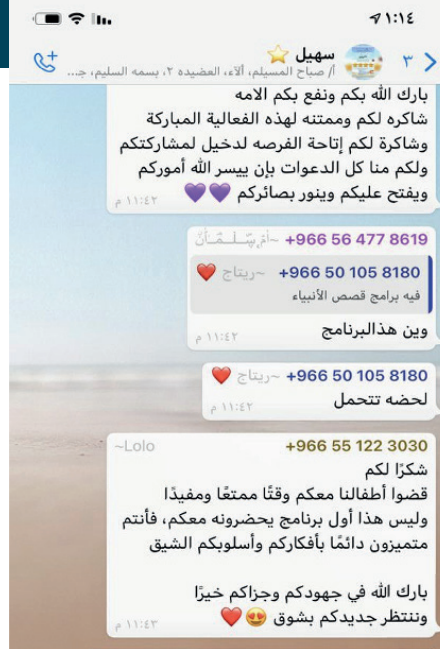 ١:١٤
٣
سهيل ⭐
أ/ صباح المسيلم، آلآء، العضيده ٢، بسمه السليم، جـ...
بارك الله بكم ونفع بكم الامه
شاكره لكم وممتنه لهذه الفعالية المباركة
وشاكرة لكم إتاحة الفرصه لدخيل لمشاركتكم
ولكم منا كل الدعوات بإن ييسر الله أموركم
ويفتح عليكم وينور بصائركم 💜💜
١١:٤٢ م
+966 56 477 8619
+966 50 105 8180 ~ريتاج ❤️
فيه برامج قصص الأنبياء
وين هذالبرنامج
١١:٤٢ م
+966 50 105 8180 ~ريتاج ❤️
لحضه تتحمل
١١:٤٢ م
+966 55 122 3030 ~Lolo
شكرًا لكم
قضوا أطفالنا معكم وقتًا ممتعًا ومفيدًا
وليس هذا أول برنامج يحضرونه معكم، فأنتم
متميزون دائمًا بأفكاركم وأسلوبكم الشيق
بارك الله في جهودكم وجزاكم خيرًا
وننتظر جديدكم بشوق 😍❤️
١١:٤٣ م